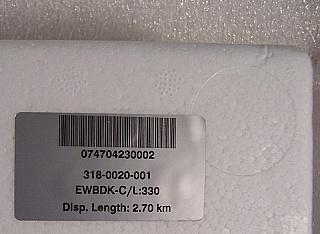 074704230002
318-0020-001
EWBDK-C/L:330
Disp. Length: 2.70 km